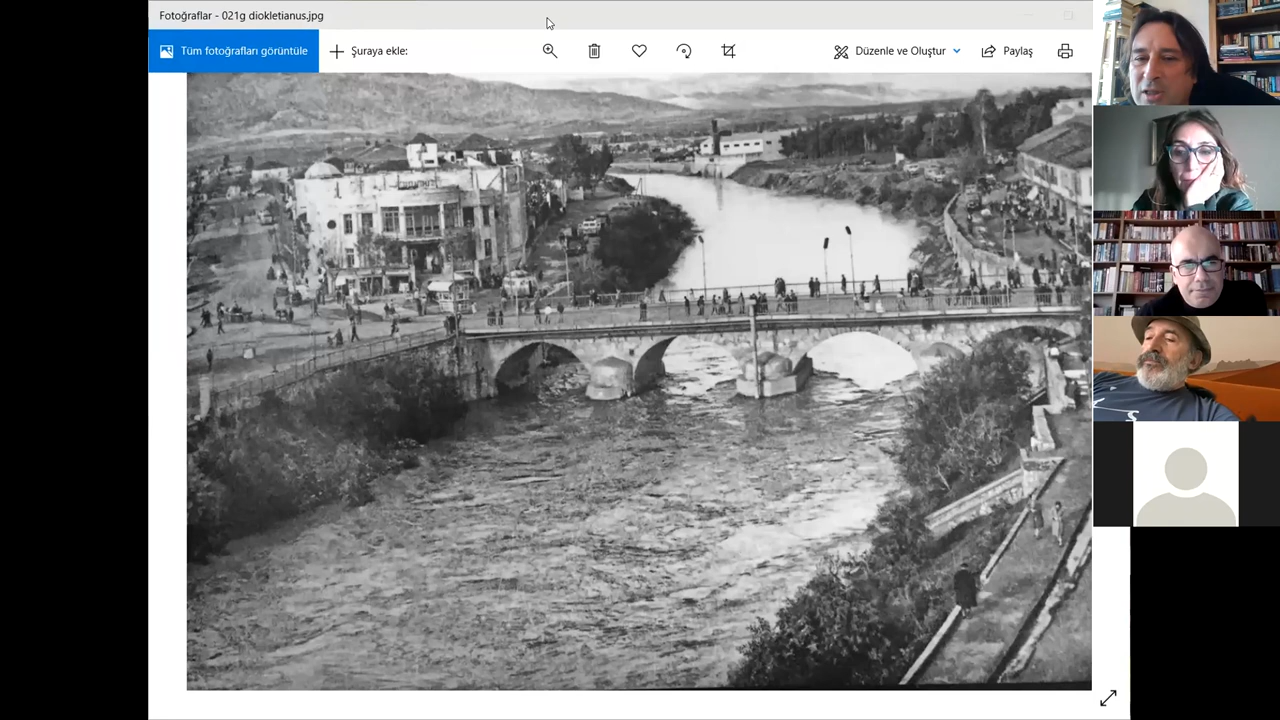 Fotoğraflar - 021g diokletianus.jpg
Tüm fotoğrafları görüntüle
Şuraya ekle:
Düzenle ve Oluştur
Paylaş